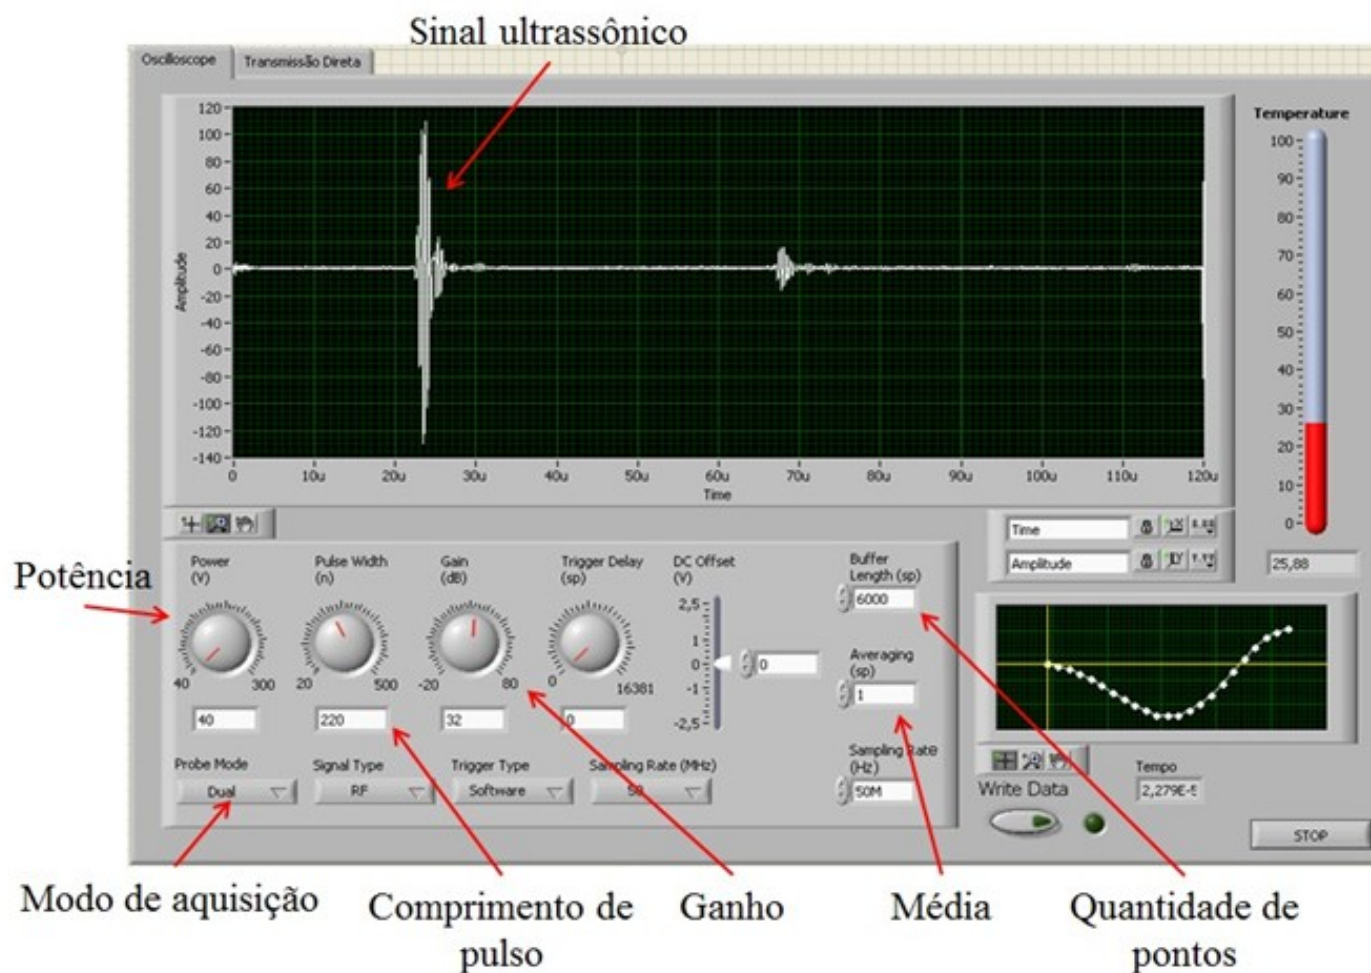 Sinal ultrassônico
Oscilloscope
Transmissão Direta
Amplitude
120
100
80
60
40
20
0
-20
-40
-60
-80
-100
-120
-140
0 10u 20u 30u 40u 50u 60u 70u 80u 90u 100u 110u 120u
Time
Temperature
100
90
80
70
60
50
40
30
20
10
0
25,88
Time
Amplitude
Potência
Power
(V)
40 300
40
Pulse Width
(n)
20 500
220
Gain
(dB)
-20 80
32
Trigger Delay
(sp)
0 16381
0
DC Offset
(V)
2,5
1
0
-1
-2,5
0
Buffer
Length (sp)
6000
Averaging
(sp)
1
Sampling Rate
(Hz)
50M
Probe Mode
Dual
Signal Type
RF
Trigger Type
Software
Sampling Rate (MHz)
50
Write Data
Tempo
2,279E-5
STOP
Modo de aquisição
Comprimento de
pulso
Ganho
Média
Quantidade de
pontos